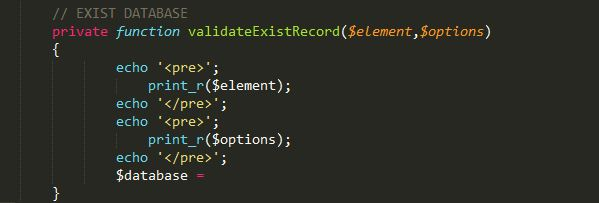 // EXIST DATABASE
private function validateExistRecord($element,$options)
{
echo '<pre>';
print_r($element);
echo '</pre>';
echo '<pre>';
print_r($options);
echo '</pre>';
$database =
}